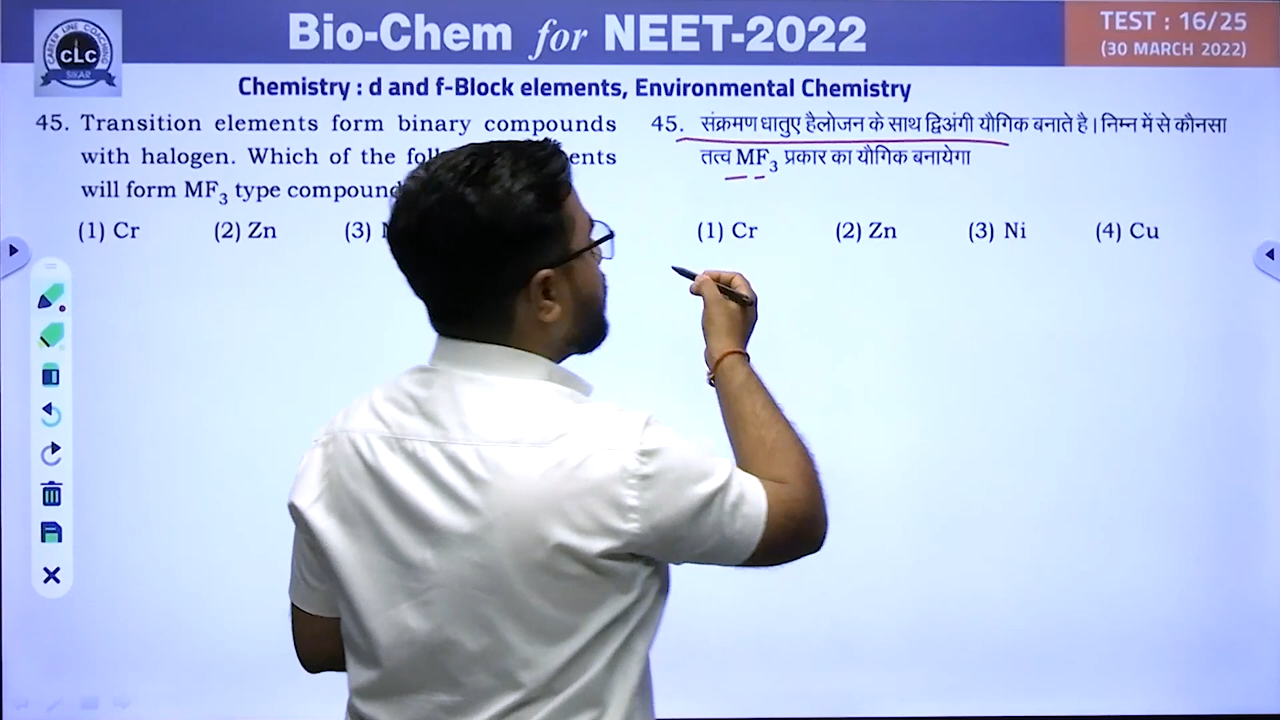 Bio-Chem for NEET-2022
TEST : 16/25
(30 MARCH 2022)
CAREER LINE COACHING
CLC
SIKAR
Chemistry : d and f-Block elements, Environmental Chemistry
45. Transition elements form binary compounds
with halogen. Which of the
will form MF3 type
(1) Cr (2) Zn (3)
45. संक्रमण धातुए हैलोजन के साथ द्विअंगी यौगिक बनाते है। निम्न में से कौनसा
तत्व MF3 प्रकार का यौगिक बनायेगा
(1) Cr (2) Zn (3) Ni (4) Cu